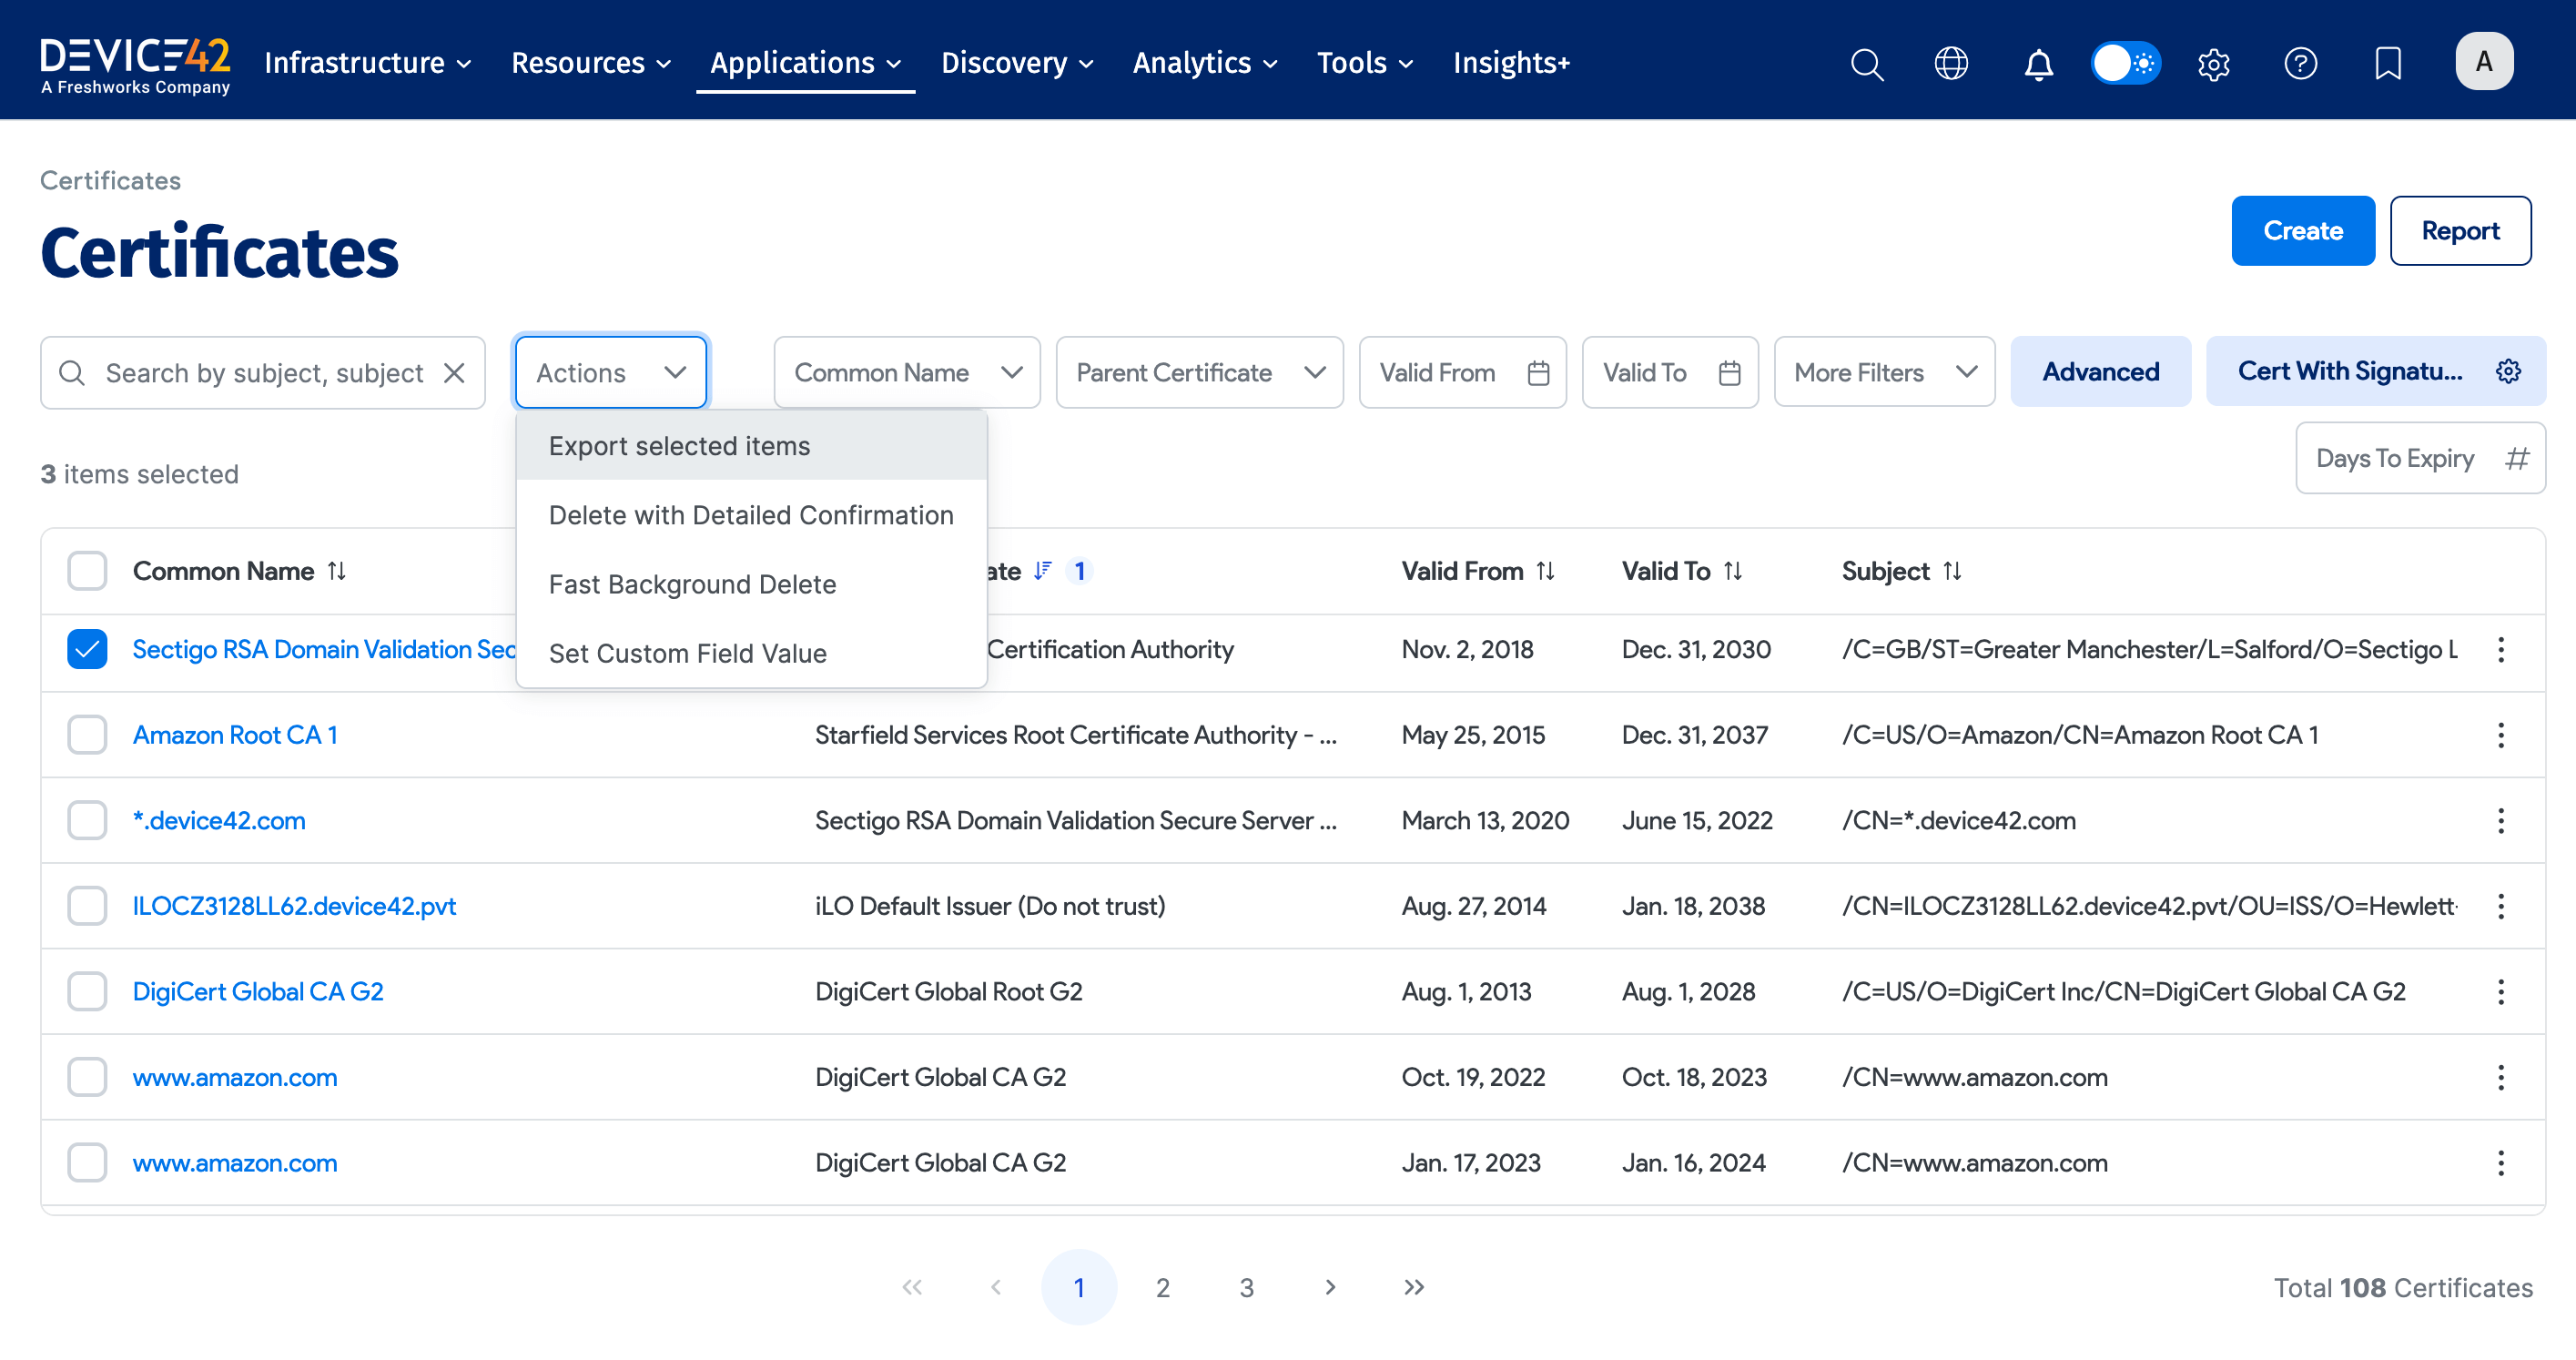 DEVICE42
A Freshworks Company
Infrastructure
Resources
Applications
Discovery
Analytics
Tools
Insights+
A
Certificates
Certificates
Create
Report
Search by subject, subject
Actions
Common Name
Parent Certificate
Valid From
Valid To
More Filters
Advanced
Cert With Signatu...
Export selected items
Delete with Detailed Confirmation
Fast Background Delete
Set Custom Field Value
3 items selected
Days To Expiry #
Common Name
ate 1
Valid From
Valid To
Subject
Sectigo RSA Domain Validation Sec
Certification Authority
Nov. 2, 2018
Dec. 31, 2030
/C=GB/ST=Greater Manchester/L=Salford/O=Sectigo L
Amazon Root CA 1
Starfield Services Root Certificate Authority - ...
May 25, 2015
Dec. 31, 2037
/C=US/O=Amazon/CN=Amazon Root CA 1
*.device42.com
Sectigo RSA Domain Validation Secure Server ...
March 13, 2020
June 15, 2022
/CN=*.device42.com
ILOCZ3128LL62.device42.pvt
iLO Default Issuer (Do not trust)
Aug. 27, 2014
Jan. 18, 2038
/CN=ILOCZ3128LL62.device42.pvt/OU=ISS/O=Hewlett-
DigiCert Global CA G2
DigiCert Global Root G2
Aug. 1, 2013
Aug. 1, 2028
/C=US/O=DigiCert Inc/CN=DigiCert Global CA G2
www.amazon.com
DigiCert Global CA G2
Oct. 19, 2022
Oct. 18, 2023
/CN=www.amazon.com
www.amazon.com
DigiCert Global CA G2
Jan. 17, 2023
Jan. 16, 2024
/CN=www.amazon.com
1
2
3
Total 108 Certificates